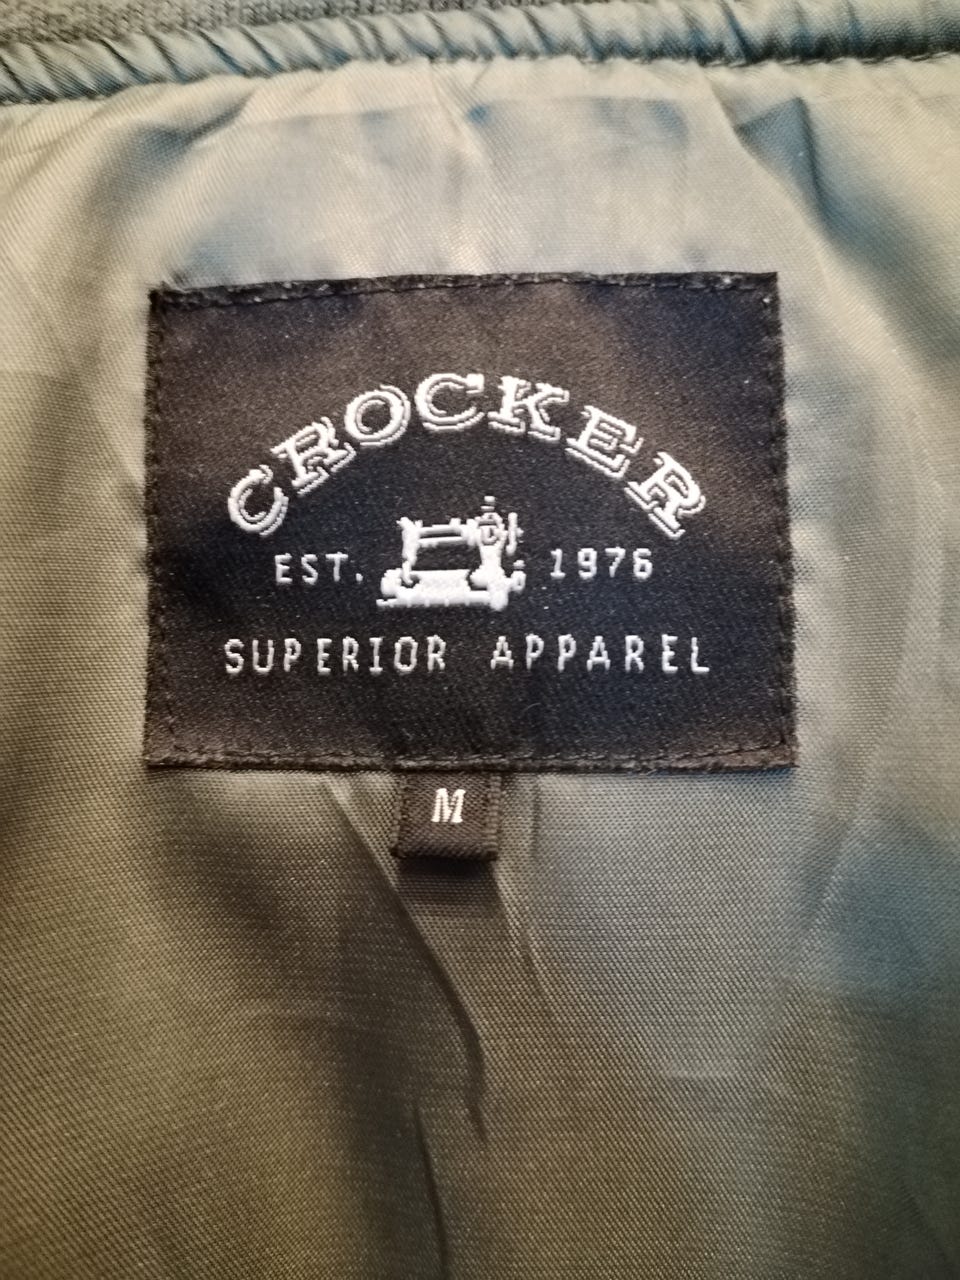 CROCKER
EST. 1976
SUPERIOR APPAREL
M